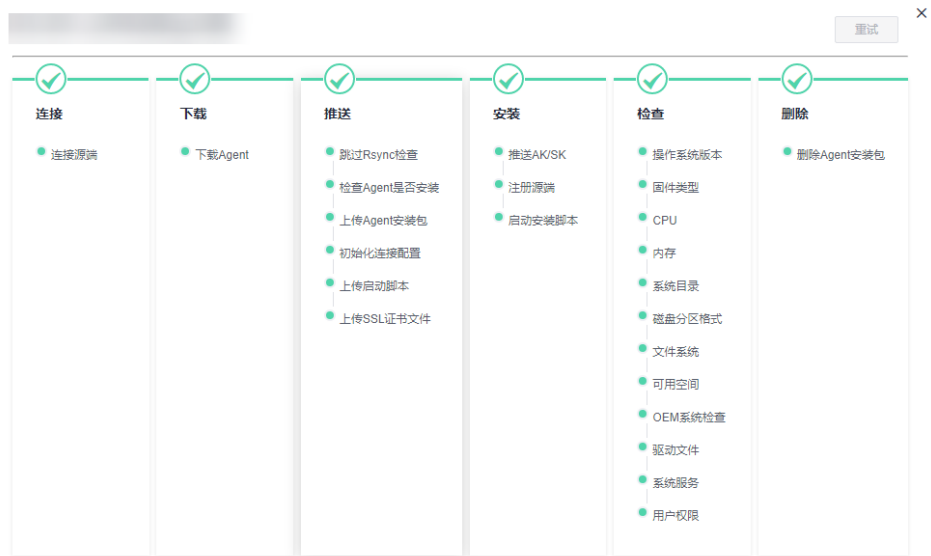 重试
连接
连接源端
下载
下载Agent
推送
跳过Rsync检查
检查Agent是否安装
上传Agent安装包
初始化连接配置
上传启动脚本
上传SSL证书文件
安装
推送AK/SK
注册源端
启动安装脚本
检查
操作系统版本
固件类型
CPU
内存
系统目录
磁盘分区格式
文件系统
可用空间
OEM系统检查
驱动文件
系统服务
用户权限
删除
删除Agent安装包